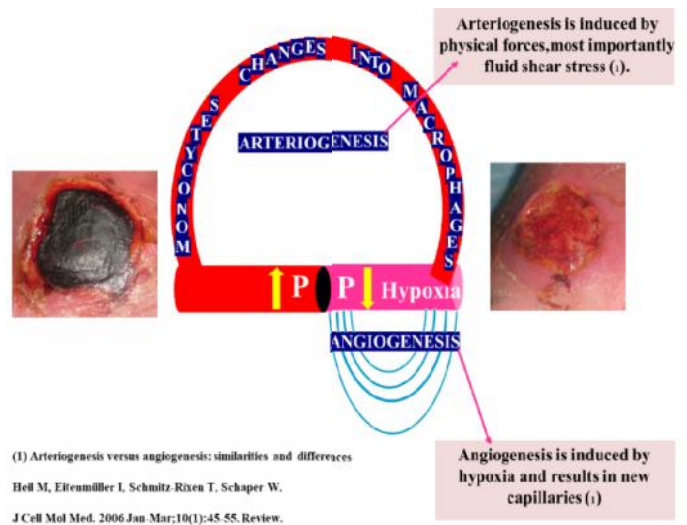 Arteriogenesis is induced by
physical forces,most importantly
fluid shear stress (1).
MONOCYTES CHANGES INTO MACROPHAGES
ARTERIOGENESIS
P P Hypoxia
ANGIOGENESIS
(1) Arteriogenesis versus angiogenesis: similarities and differences
Heil M, Eitenmüller I, Schmitz-Rixen T, Schaper W.
J Cell Mol Med. 2006 Jan-Mar;10(1):45-55. Review.
Angiogenesis is induced by
hypoxia and results in new
capillaries (1)